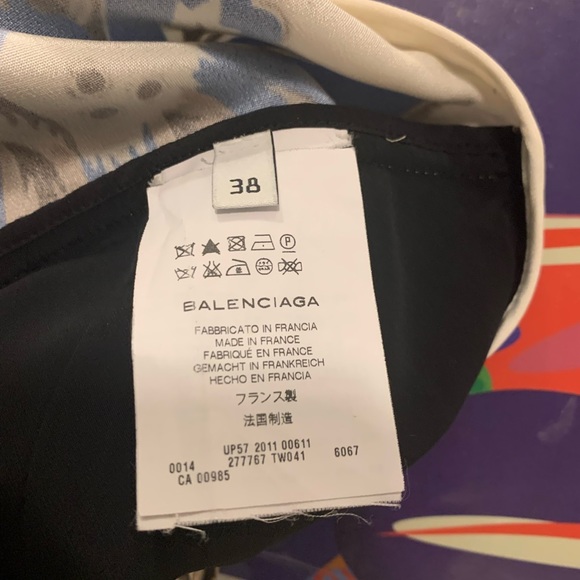 38
BALENCIAGA
FABBRICATO IN FRANCIA
MADE IN FRANCE
FABRIQUÉ EN FRANCE
GEMACHT IN FRANKREICH
HECHO EN FRANCIA
フランス製
法国制造
UP57 2011 00611
0014 277767 TW041 6067
CA 00985